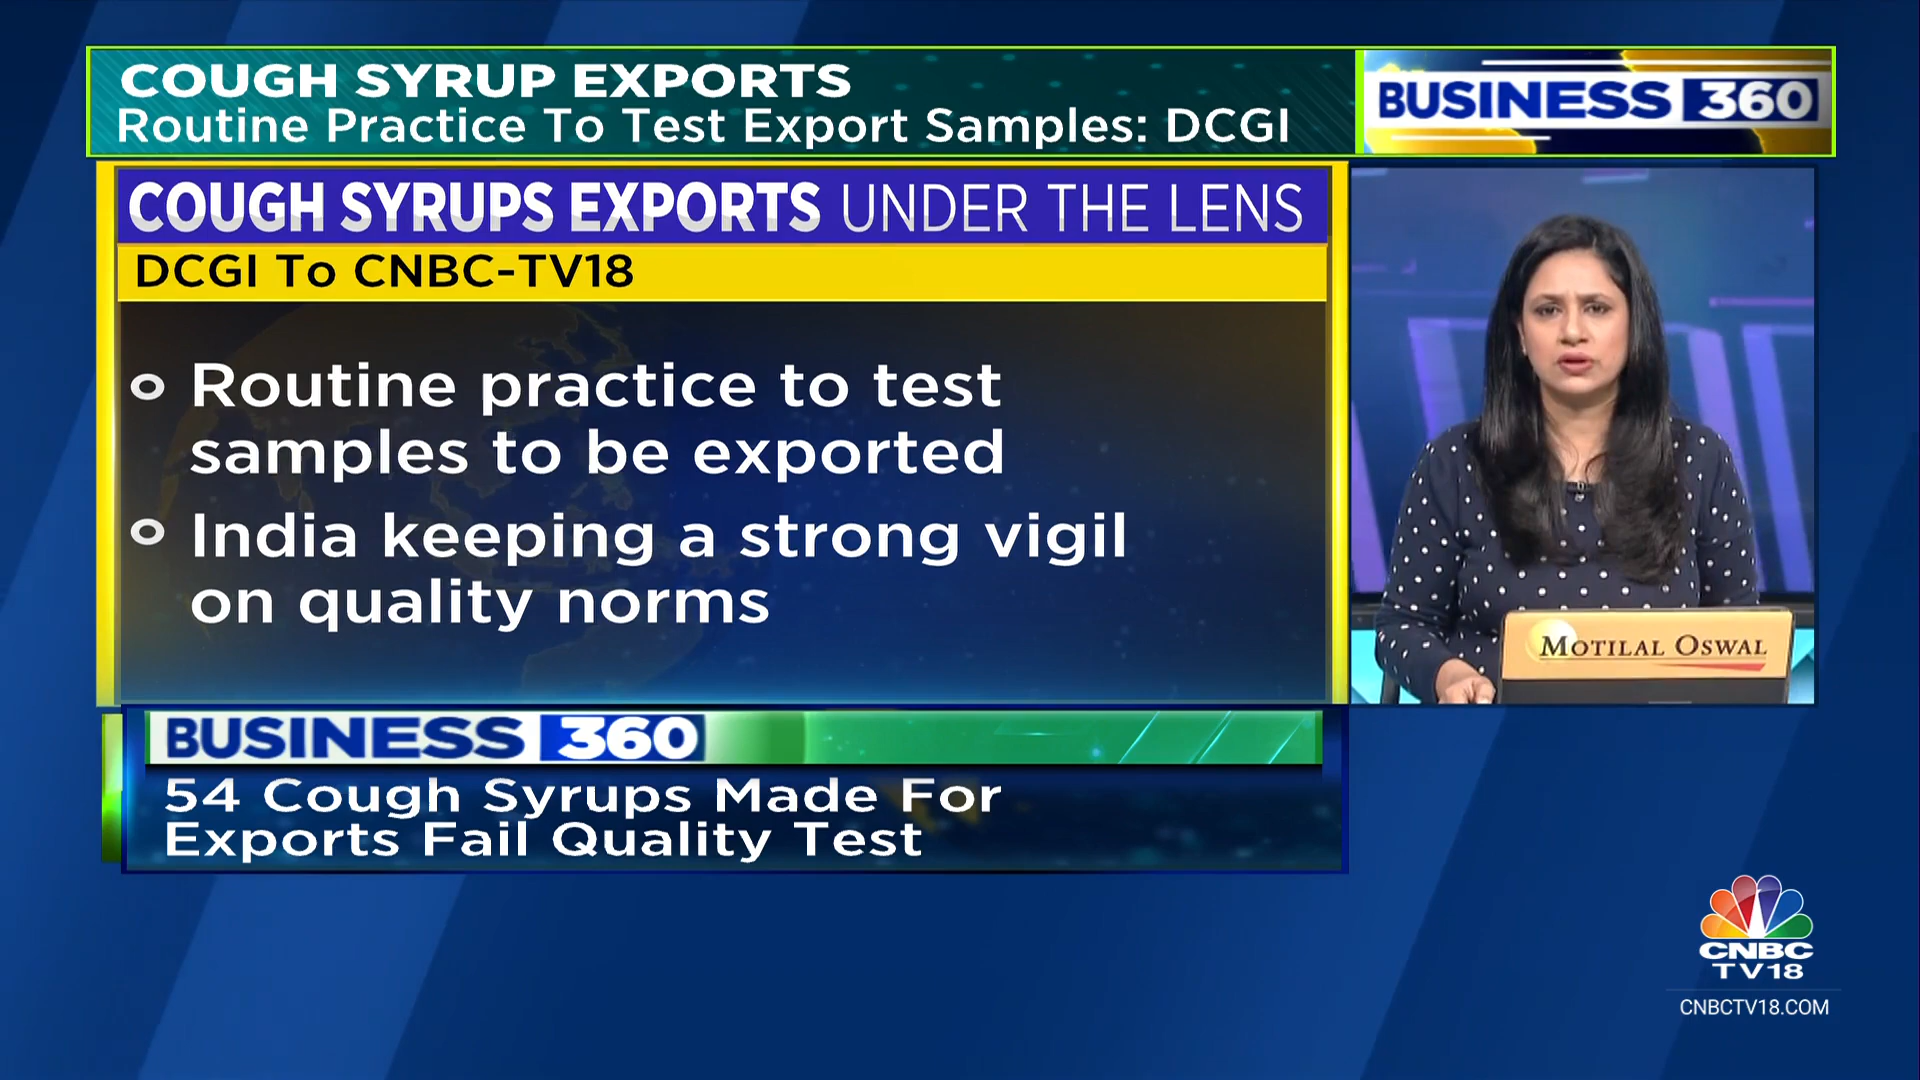 COUGH SYRUP EXPORTS
Routine Practice To Test Export Samples: DCGI
BUSINESS 360
COUGH SYRUPS EXPORTS UNDER THE LENS
DCGI To CNBC-TV18
Routine practice to test
samples to be exported
India keeping a strong vigil
on quality norms
MOTILAL OSWAL
BUSINESS 360
54 Cough Syrups Made For
Exports Fail Quality Test
CNBC
TV18
CNBCTV18.COM